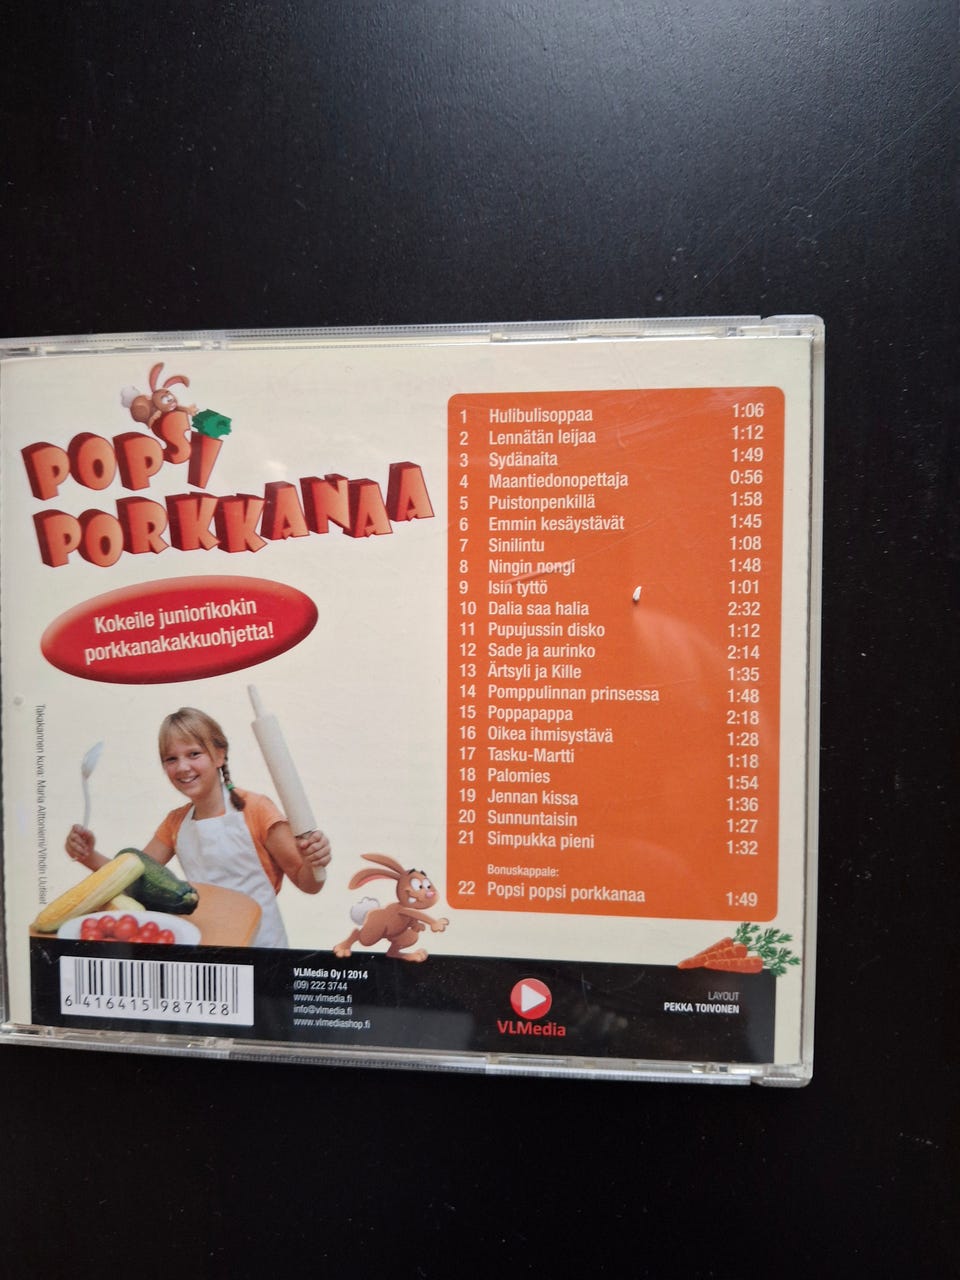 POPSI
PORKKANAA
Kokeile juniorikokin
porkkanakakkuohjetta!
Takakannen kuva: Maria Alttoniemi/Vihdin Uutiset
1 Hulibulisoppaa 1:06
2 Lennätän leijaa 1:12
3 Sydänaita 1:49
4 Maantiedonopettaja 0:56
5 Puistonpenkillä 1:58
6 Emmin kesäystävät 1:45
7 Sinilintu 1:08
8 Ningin nongi 1:48
9 Isin tyttö 1:01
10 Dalia saa halia 2:32
11 Pupujussin disko 1:12
12 Sade ja aurinko 2:14
13 Ärtsyli ja Kille 1:35
14 Pomppulinnan prinsessa 1:48
15 Poppapappa 2:18
16 Oikea ihmisystävä 1:28
17 Tasku-Martti 1:18
18 Palomies 1:54
19 Jennan kissa 1:36
20 Sunnuntaisin 1:27
21 Simpukka pieni 1:32
Bonuskappale:
22 Popsi popsi porkkanaa 1:49
6 416415 987128
VLMedia Oy I 2014
(09) 222 3744
www.vlmedia.fi
info@vlmedia.fi
www.vlmediashop.fi
VLMedia
LAYOUT
PEKKA TOIVONEN